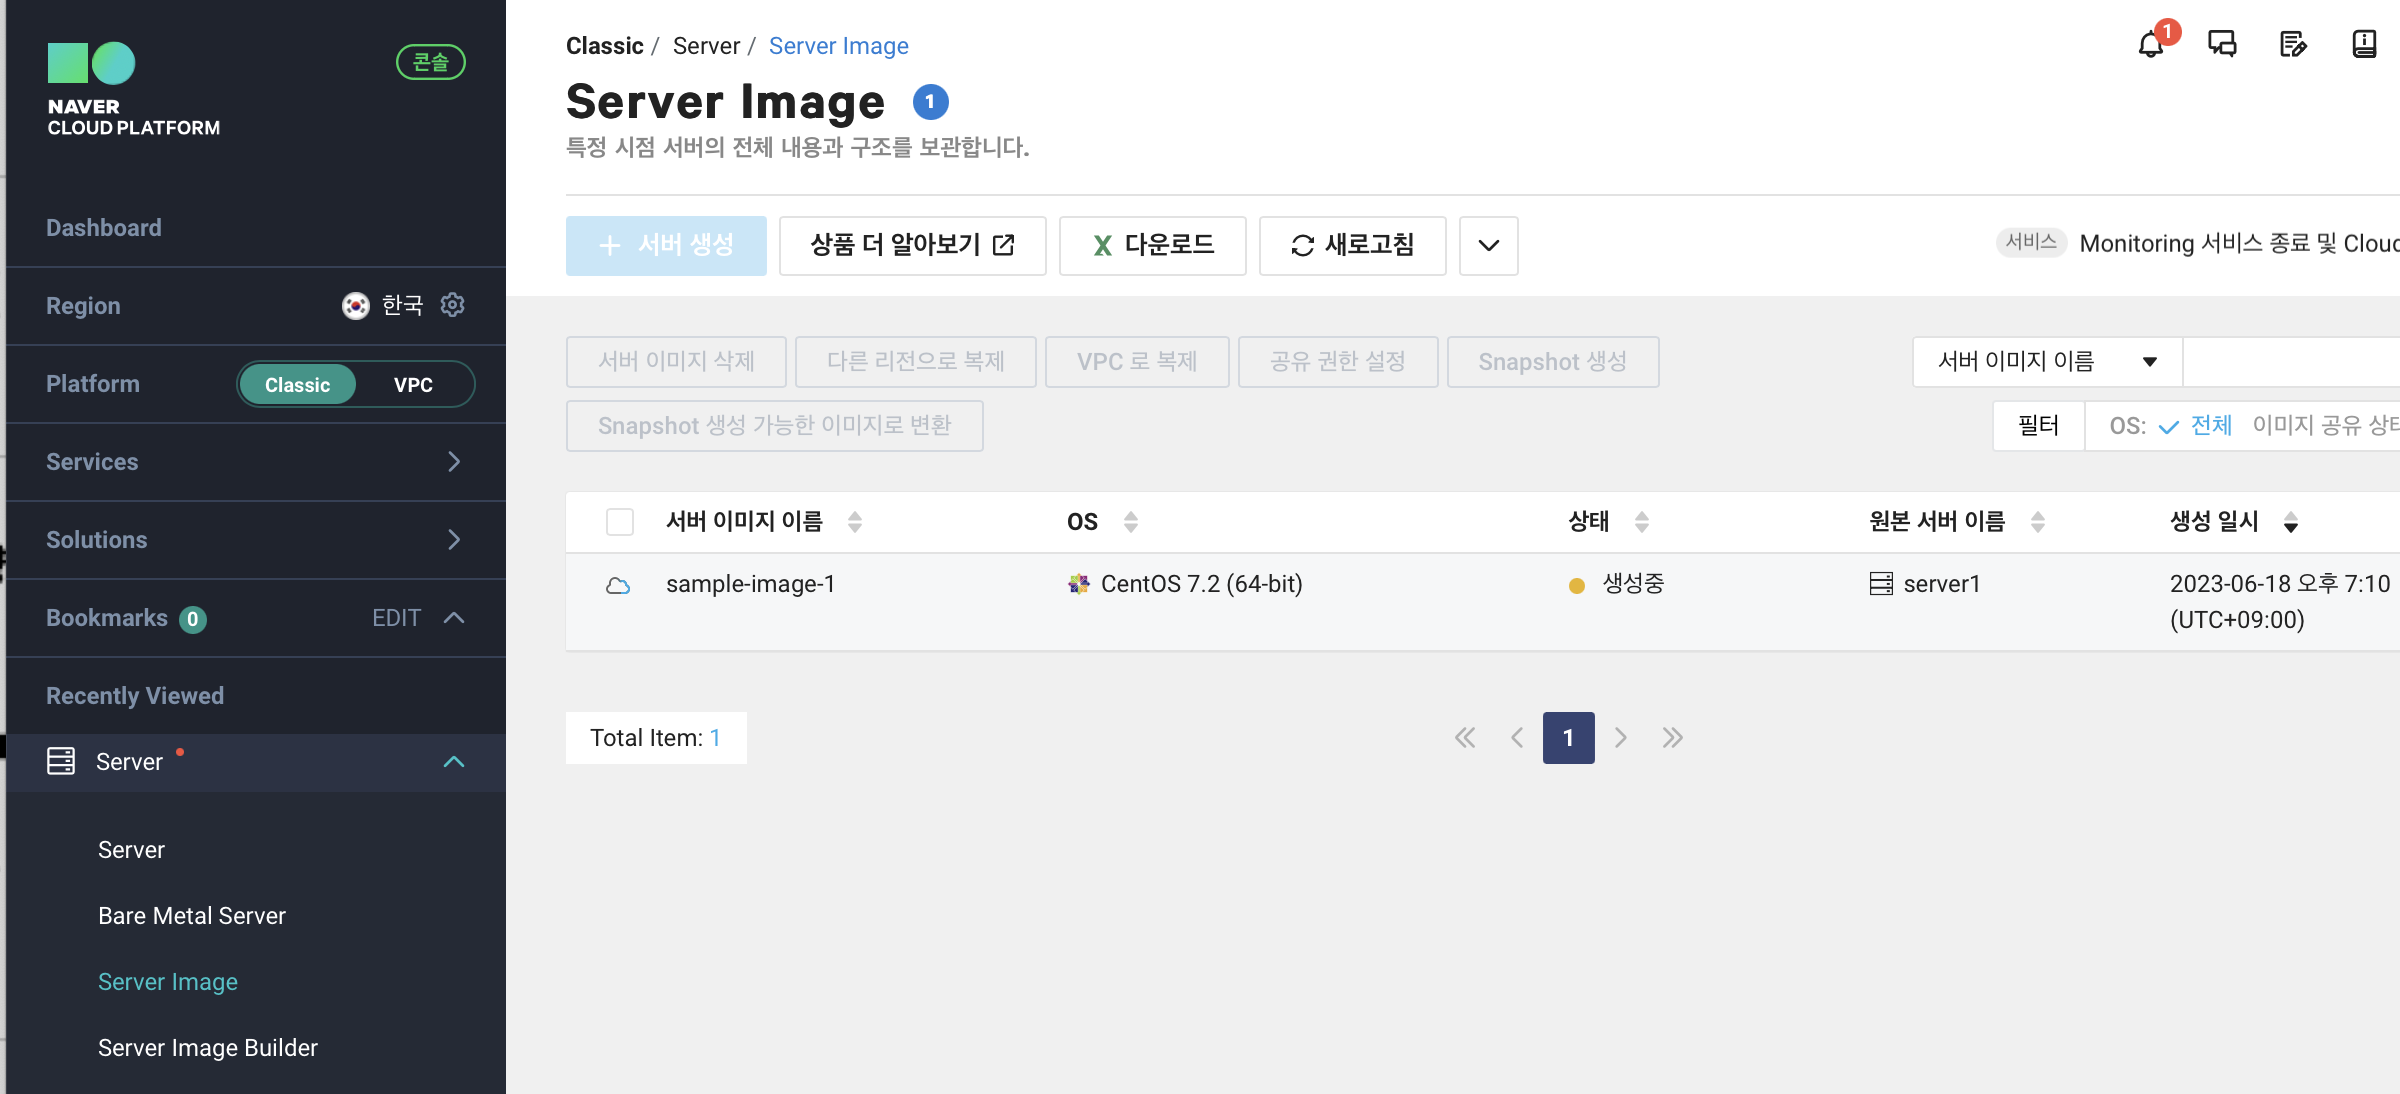 NAVER
CLOUD PLATFORM
콘솔
Dashboard
Region 한국
Platform Classic VPC
Services
Solutions
Bookmarks 0 EDIT
Recently Viewed
Server
Server
Bare Metal Server
Server Image
Server Image Builder
Classic / Server / Server Image
1
Server Image 1
특정 시점 서버의 전체 내용과 구조를 보관합니다.
+ 서버 생성 상품 더 알아보기 X 다운로드 새로고침
서비스 Monitoring 서비스 종료 및 Cloud
서버 이미지 삭제 다른 리전으로 복제 VPC 로 복제 공유 권한 설정 Snapshot 생성
서버 이미지 이름
Snapshot 생성 가능한 이미지로 변환
필터 OS: 전체 이미지 공유 상태
서버 이미지 이름 OS 상태 원본 서버 이름 생성 일시
sample-image-1 CentOS 7.2 (64-bit) 생성중 server1 2023-06-18 오후 7:10
(UTC+09:00)
Total Item: 1
1